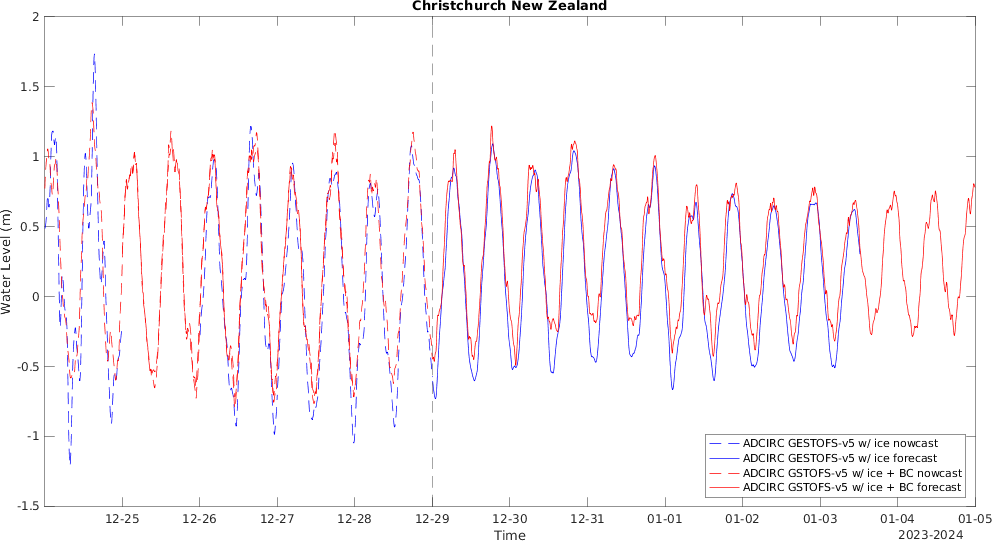 Christchurch New Zealand
2
1.5
1
0.5
0
-0.5
-1
-1.5
Water Level (m)
ADCIRC GESTOFS-v5 w/ ice nowcast
ADCIRC GESTOFS-v5 w/ ice forecast
ADCIRC GSTOFS-v5 w/ ice + BC nowcast
ADCIRC GSTOFS-v5 w/ ice + BC forecast
12-25 12-26 12-27 12-28 12-29 12-30 12-31 01-01 01-02 01-03 01-04 01-05
Time
2023-2024